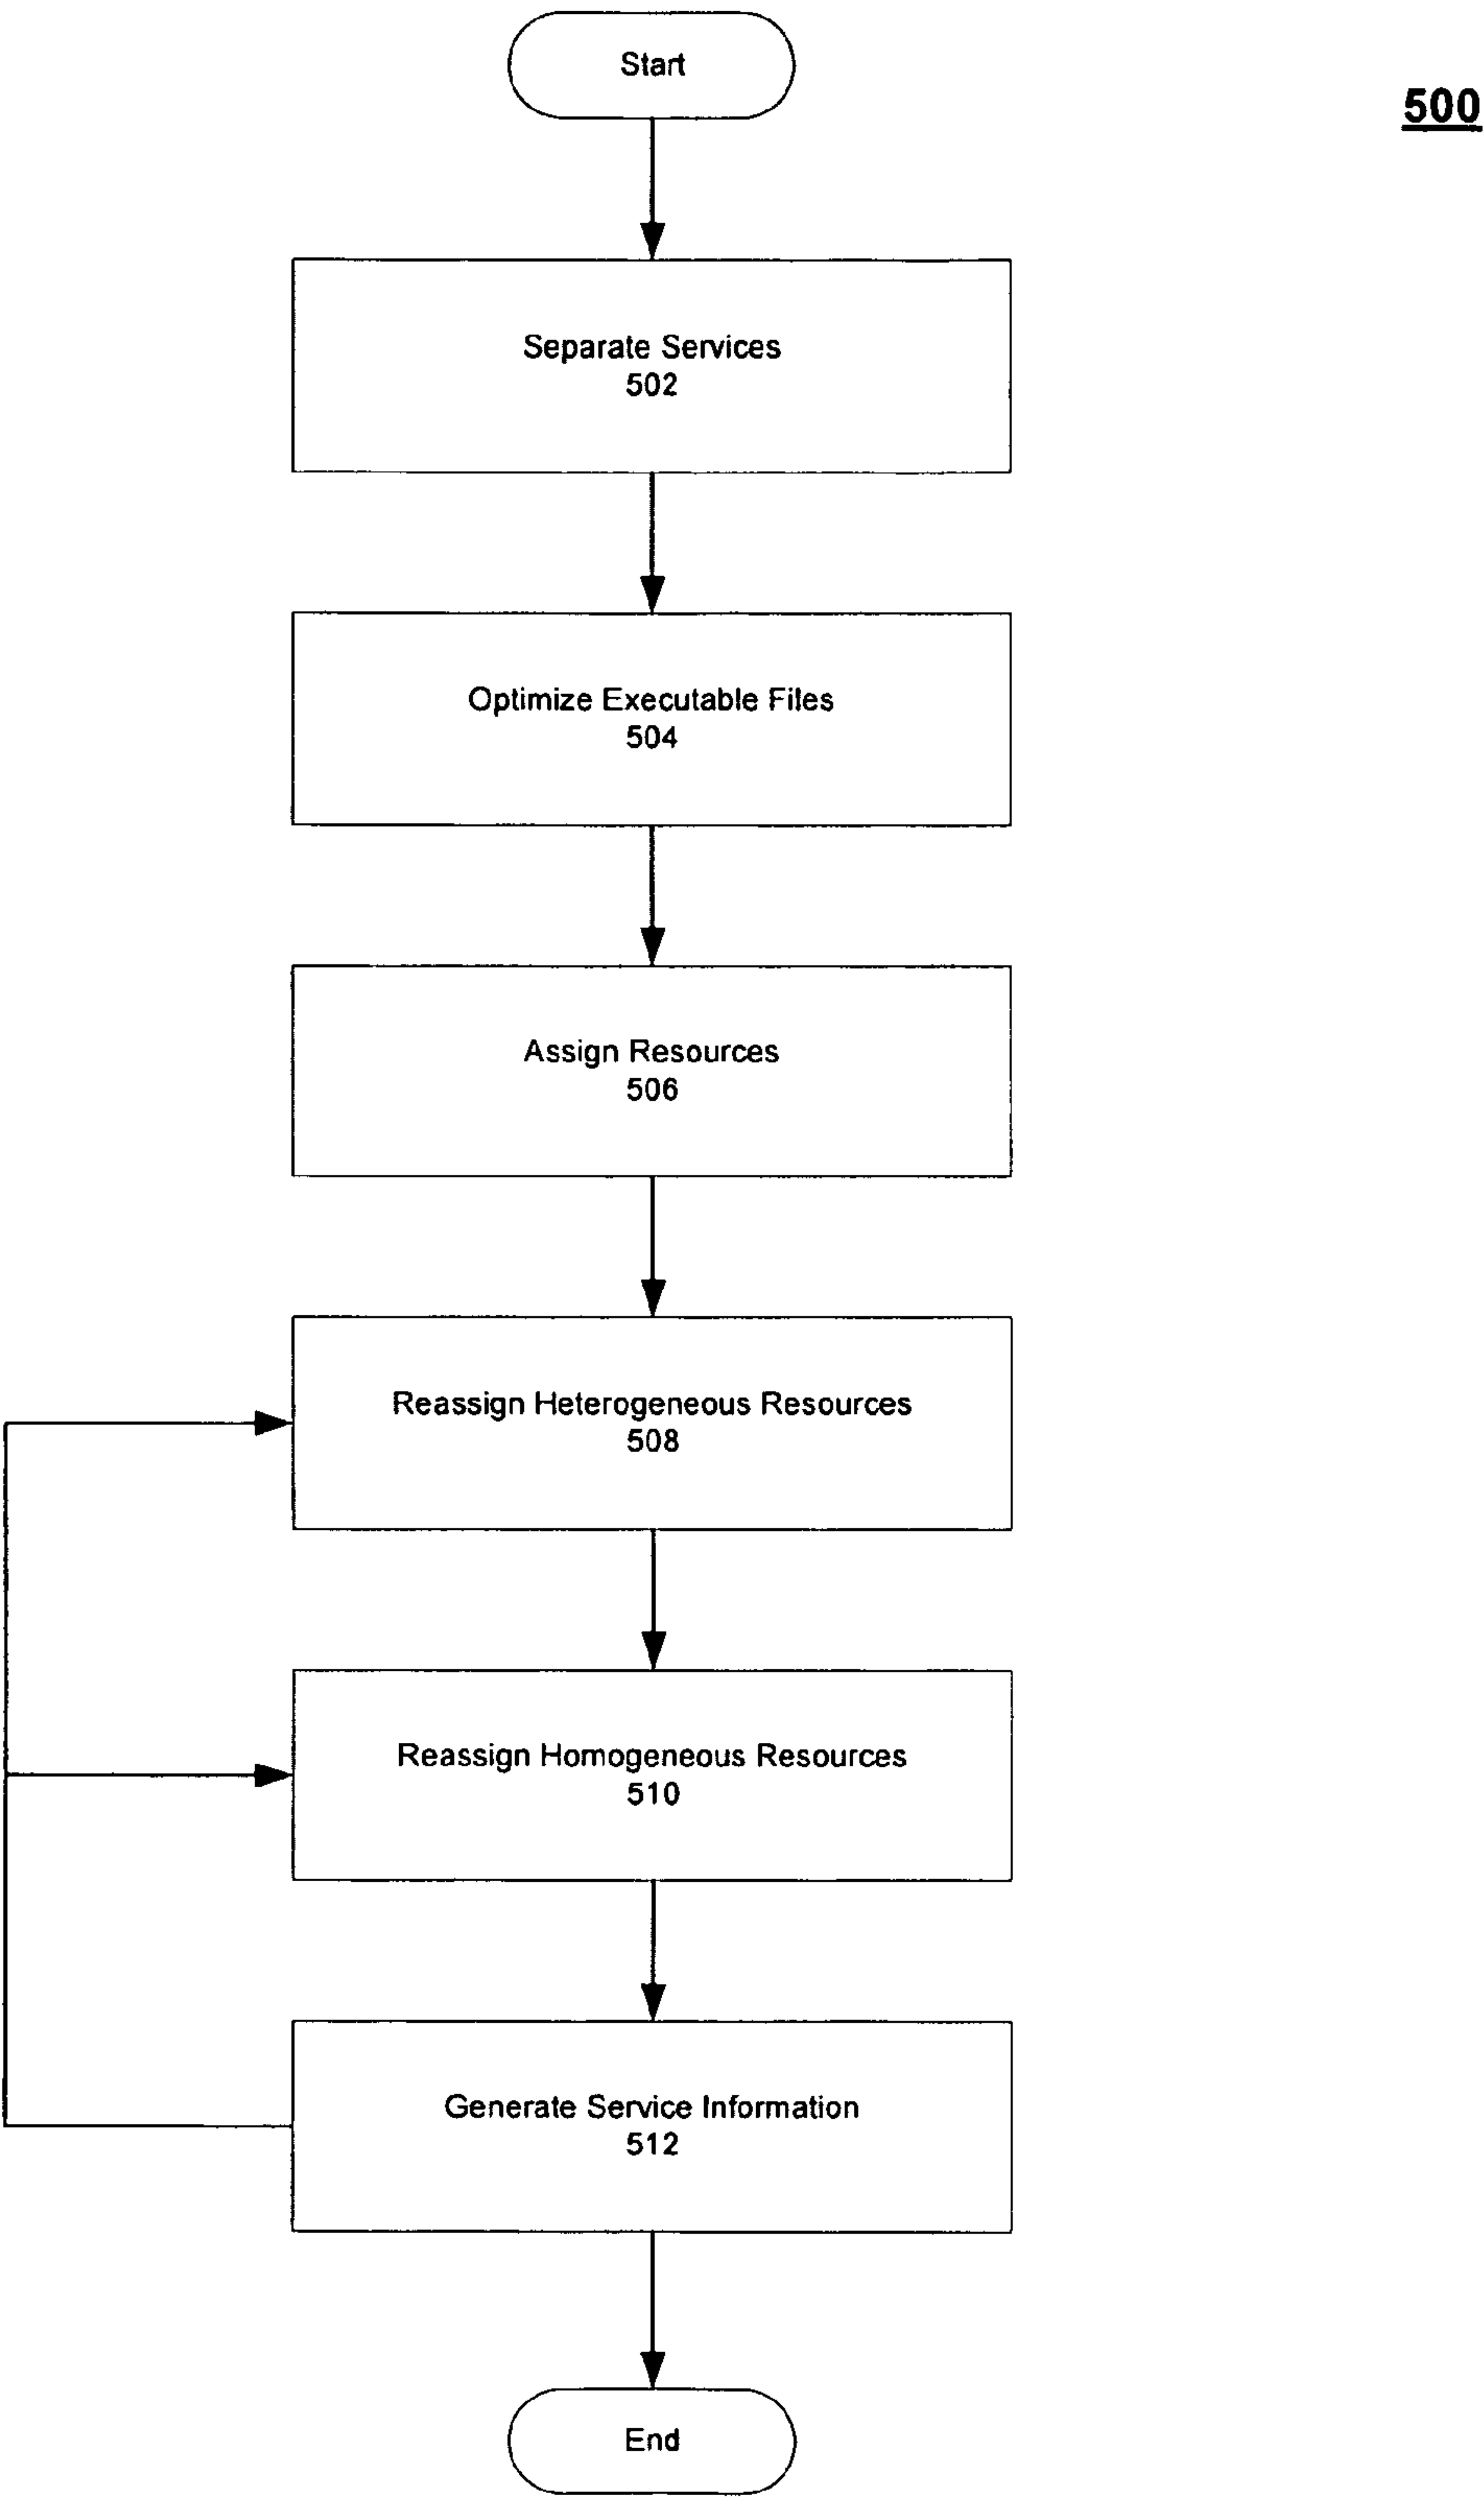 Start
500
Separate Services
502
Optimize Executable Files
504
Assign Resources
506
Reassign Heterogeneous Resources
508
Reassign Homogeneous Resources
510
Generate Service Information
512
End